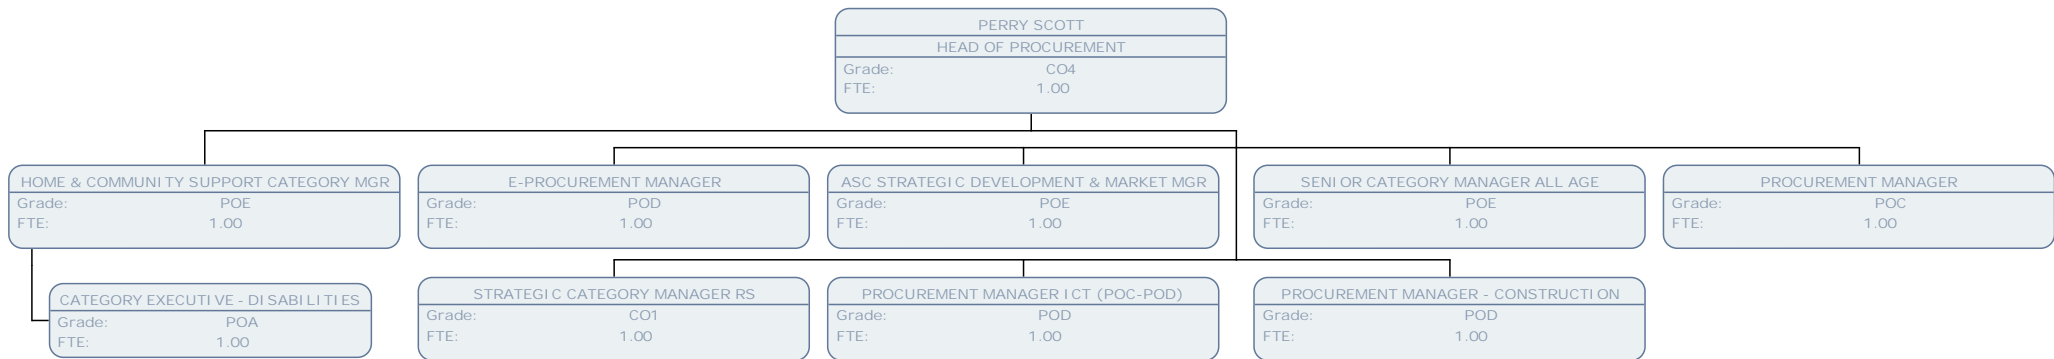 PERRY SCOTT
HEAD OF PROCUREMENT
Grade: CO4
FTE: 1.00
HOME & COMMUNITY SUPPORT CATEGORY MGR
Grade: POE
FTE: 1.00
E-PROCUREMENT MANAGER
Grade: POD
FTE: 1.00
ASC STRATEGIC DEVELOPMENT & MARKET MGR
Grade: POE
FTE: 1.00
SENIOR CATEGORY MANAGER ALL AGE
Grade: POE
FTE: 1.00
PROCUREMENT MANAGER
Grade: POC
FTE: 1.00
CATEGORY EXECUTIVE - DISABILITIES
Grade: POA
FTE: 1.00
STRATEGIC CATEGORY MANAGER RS
Grade: CO1
FTE: 1.00
PROCUREMENT MANAGER ICT (POC-POD)
Grade: POD
FTE: 1.00
PROCUREMENT MANAGER - CONSTRUCTION
Grade: POD
FTE: 1.00